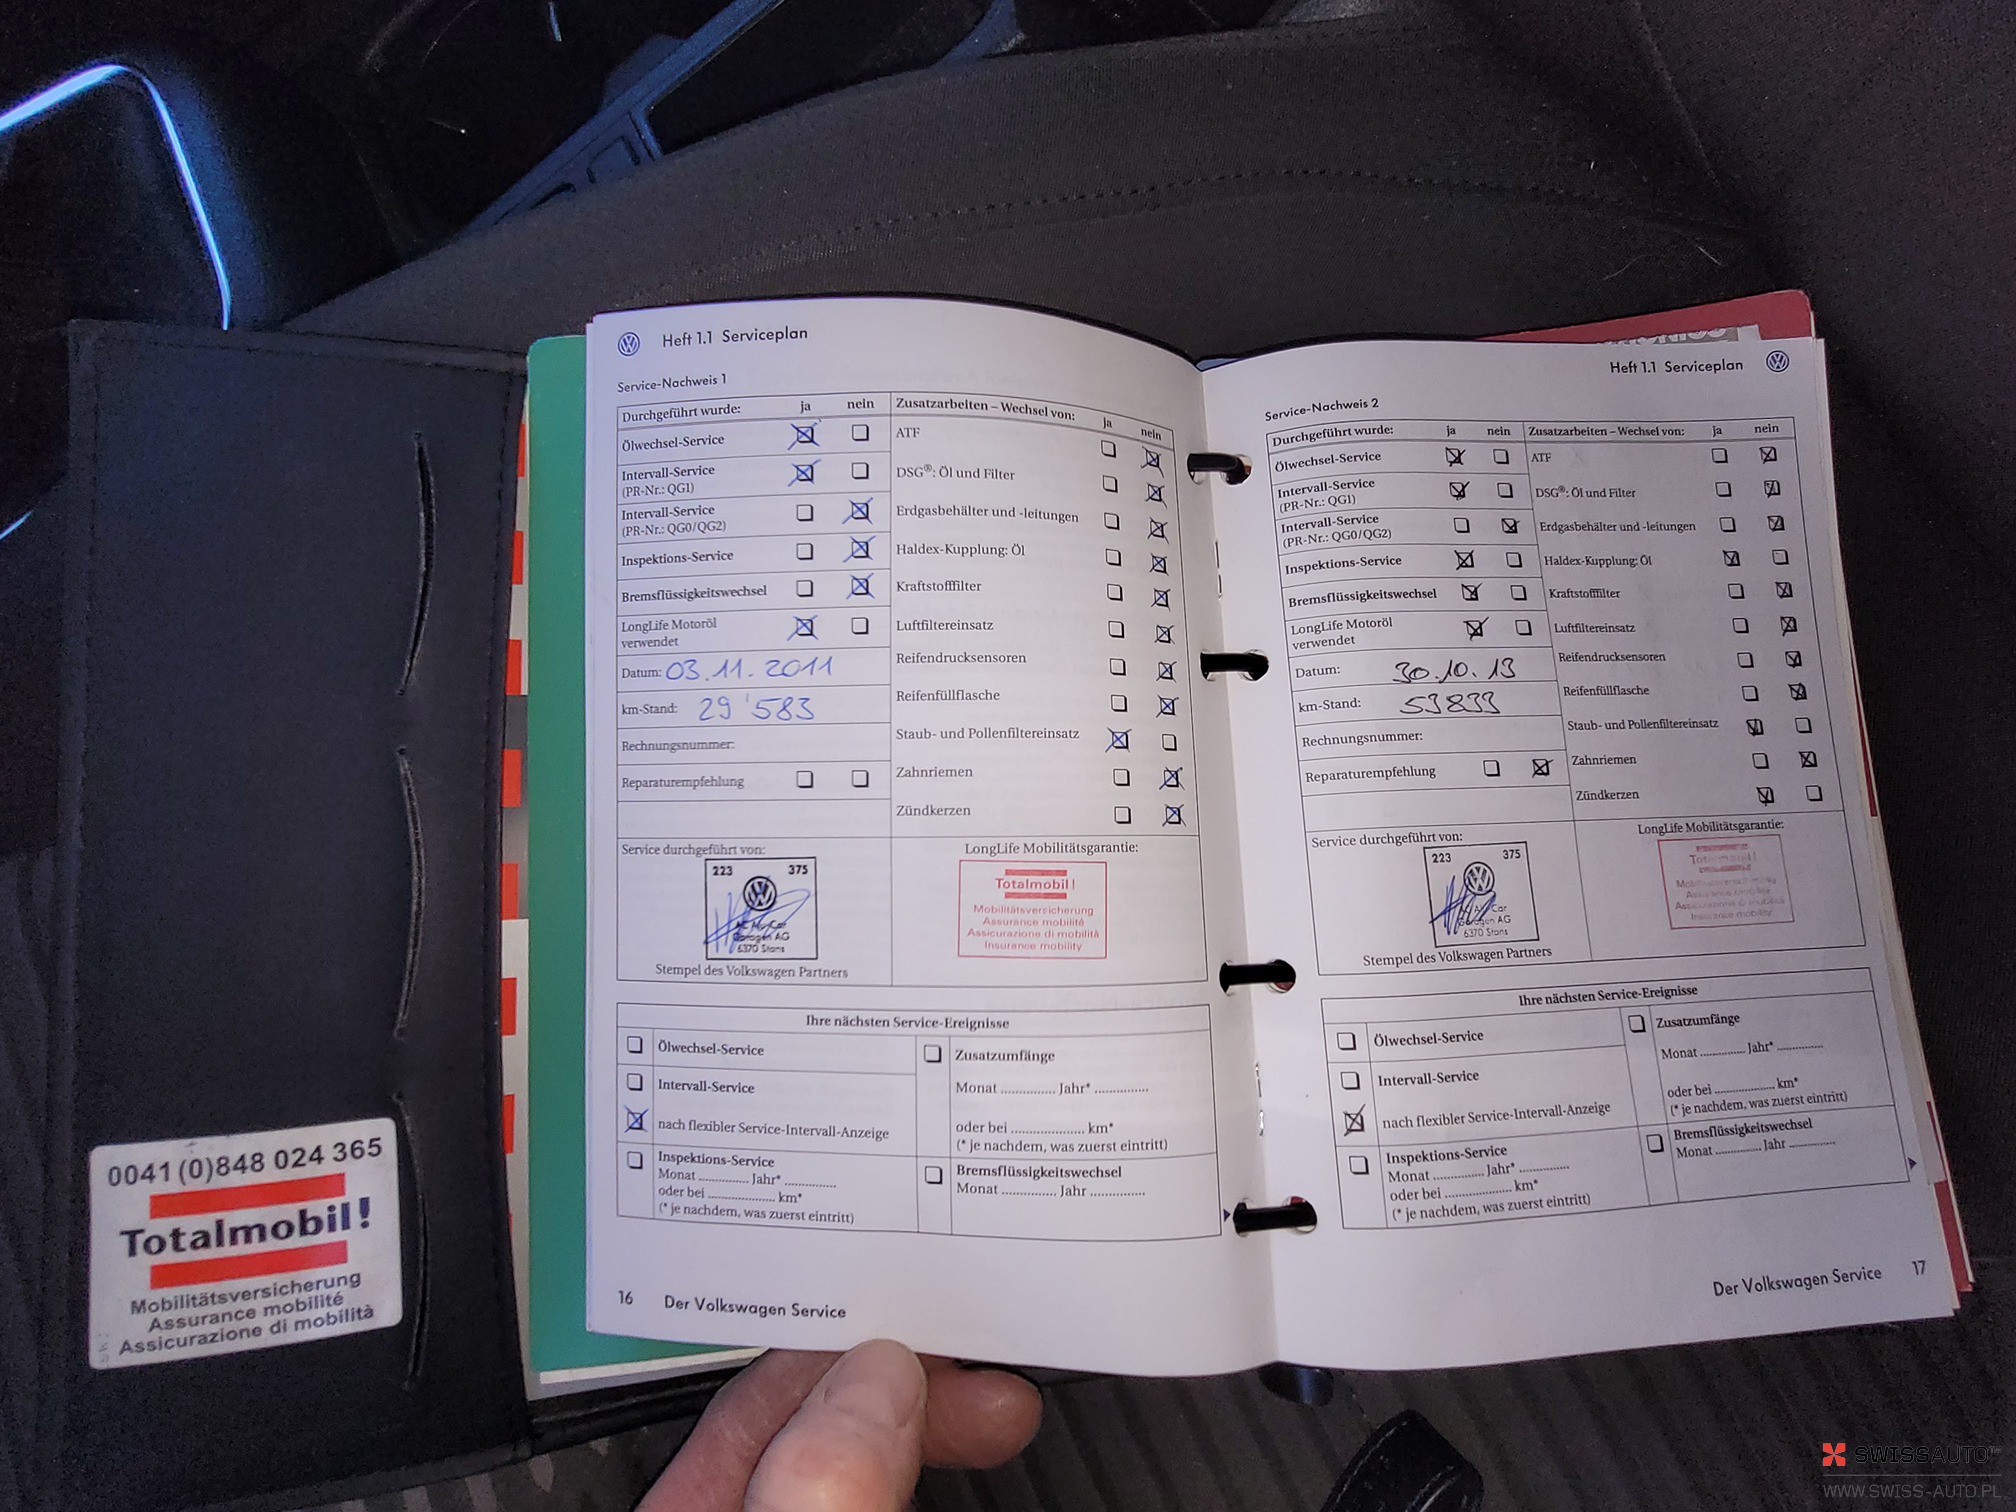 Heft 1.1 Serviceplan
Service-Nachweis 1
Durchgeführt wurde: ja nein
Ölwechsel-Service
Intervall-Service
(PR-Nr.: QG1)
Intervall-Service
(PR-Nr.: QG0/QG2)
Inspektions-Service
Bremsflüssigkeitswechsel
LongLife Motoröl
verwendet
Datum: 03.11.2011
km-Stand: 29'583
Rechnungsnummer:
Reparaturempfehlung
Zusatzarbeiten – Wechsel von: ja nein
ATF
DSG®: Öl und Filter
Erdgasbehälter und -leitungen
Haldex-Kupplung: Öl
Kraftstofffilter
Luftfiltereinsatz
Reifendrucksensoren
Reifenfüllflasche
Staub- und Pollenfiltereinsatz
Zahnriemen
Zündkerzen
Service durchgeführt von:
223 375
Garagen AG
6370 Stans
Stempel des Volkswagen Partners
LongLife Mobilitätsgarantie:
Totalmobil!
Mobilitätsversicherung
Assurance mobilité
Assicurazione di mobilità
Insurance mobility
Ihre nächsten Service-Ereignisse
Ölwechsel-Service
Intervall-Service
nach flexibler Service-Intervall-Anzeige
Inspektions-Service
Monat .............. Jahr* ..............
oder bei .................. km*
(* je nachdem, was zuerst eintritt)
Zusatzumfänge
Monat .............. Jahr* ..............
oder bei .................. km*
(* je nachdem, was zuerst eintritt)
Bremsflüssigkeitswechsel
Monat .............. Jahr ..............
16 Der Volkswagen Service
Heft 1.1 Serviceplan
Service-Nachweis 2
Durchgeführt wurde: ja nein
Ölwechsel-Service
Intervall-Service
(PR-Nr.: QG1)
Intervall-Service
(PR-Nr.: QG0/QG2)
Inspektions-Service
Bremsflüssigkeitswechsel
LongLife Motoröl
verwendet
Datum: 30.10.13
km-Stand: 53833
Rechnungsnummer:
Reparaturempfehlung
Zusatzarbeiten – Wechsel von: ja nein
ATF
DSG®: Öl und Filter
Erdgasbehälter und -leitungen
Haldex-Kupplung: Öl
Kraftstofffilter
Luftfiltereinsatz
Reifendrucksensoren
Reifenfüllflasche
Staub- und Pollenfiltereinsatz
Zahnriemen
Zündkerzen
Service durchgeführt von:
223 375
Car
Garagen AG
6370 Stans
Stempel des Volkswagen Partners
LongLife Mobilitätsgarantie:
Totalmobil!
Mobilitätsversicherung
Assurance mobilité
Assicurazione di mobilità
Insurance mobility
Ihre nächsten Service-Ereignisse
Ölwechsel-Service
Intervall-Service
nach flexibler Service-Intervall-Anzeige
Inspektions-Service
Monat .............. Jahr* ..............
oder bei .................. km*
(* je nachdem, was zuerst eintritt)
Zusatzumfänge
Monat .............. Jahr* ..............
oder bei .................. km*
(* je nachdem, was zuerst eintritt)
Bremsflüssigkeitswechsel
Monat .............. Jahr ..............
Der Volkswagen Service 17
0041 (0)848 024 365
Totalmobil!
Mobilitätsversicherung
Assurance mobilité
Assicurazione di mobilità
SWISSAUTO
WWW.SWISS-AUTO.PL